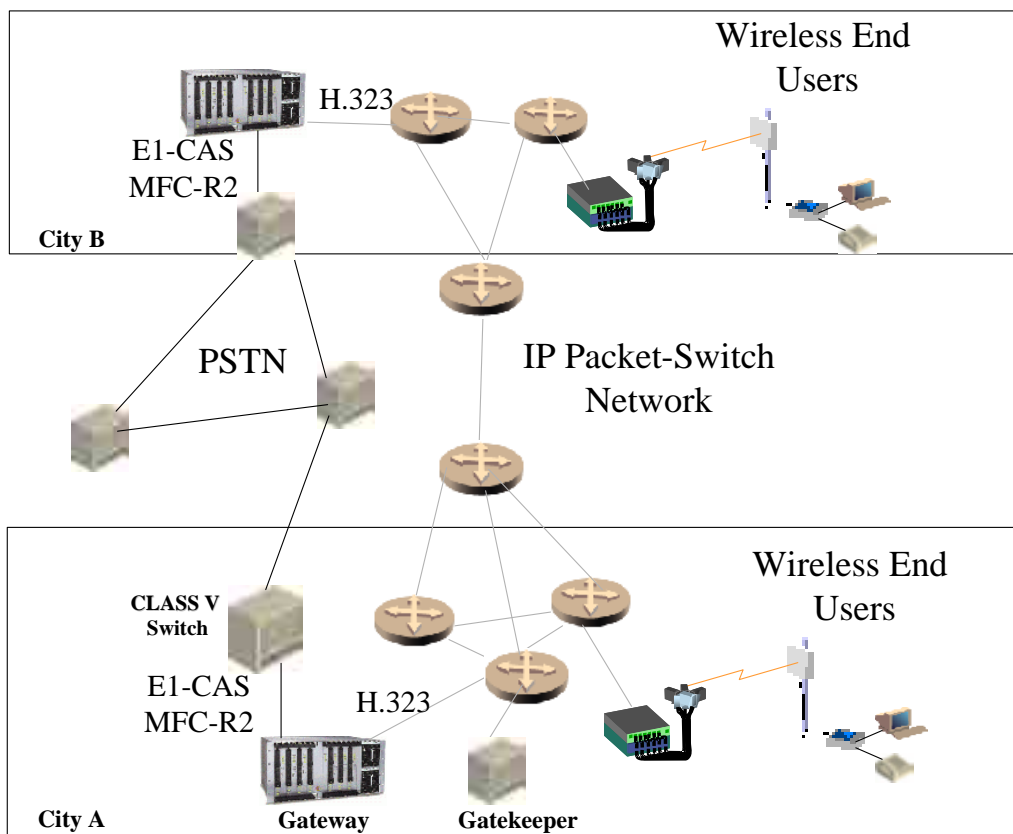 Wireless End
Users
H.323
E1-CAS
MFC-R2
City B
PSTN
IP Packet-Switch
Network
Wireless End
Users
CLASS V
Switch
E1-CAS
MFC-R2
H.323
City A
Gateway
Gatekeeper